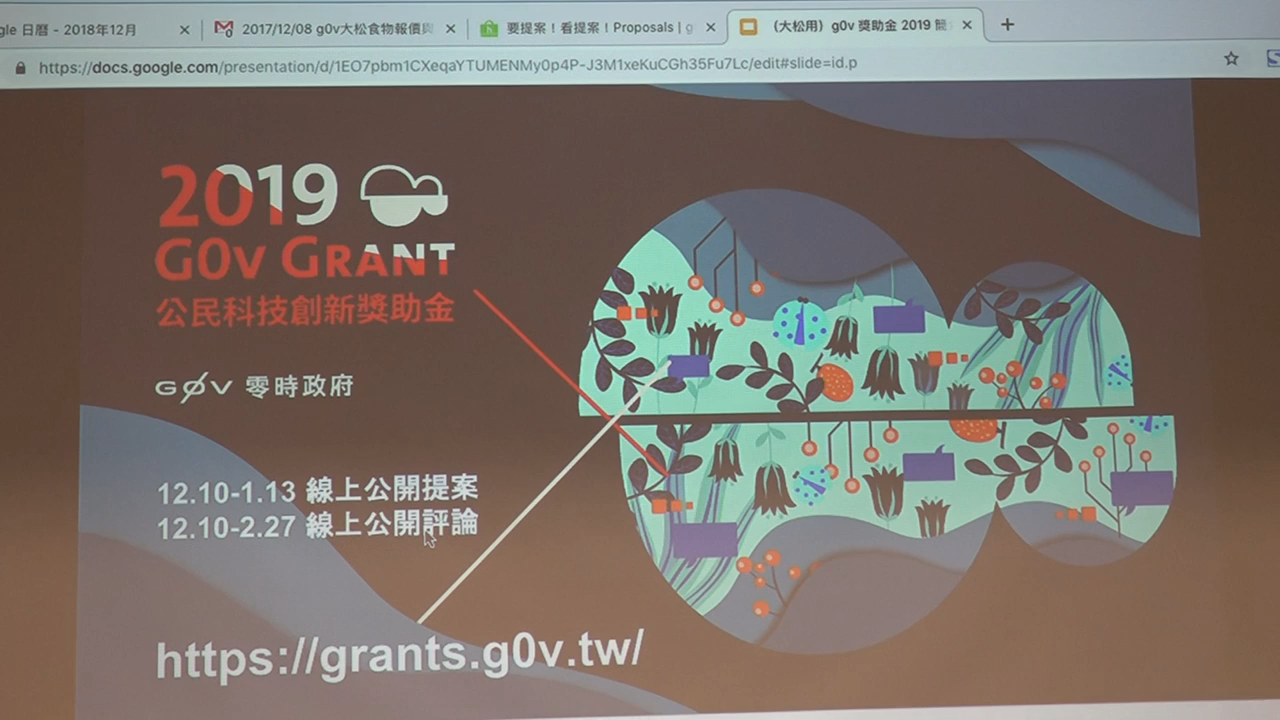 gle 日曆 - 2018年12月
2017/12/08 g0v大松食物報價與
要提案！看提案！Proposals | g
（大松用）g0v 獎助金 2019 簡
https://docs.google.com/presentation/d/1EO7pbm1CXeqaYTUMENMy0p4P-J3M1xeKuCGh35Fu7Lc/edit#slide=id.p
2019
G0V GRANT
公民科技創新獎助金
GØV 零時政府
12.10-1.13 線上公開提案
12.10-2.27 線上公開評論
https://grants.g0v.tw/